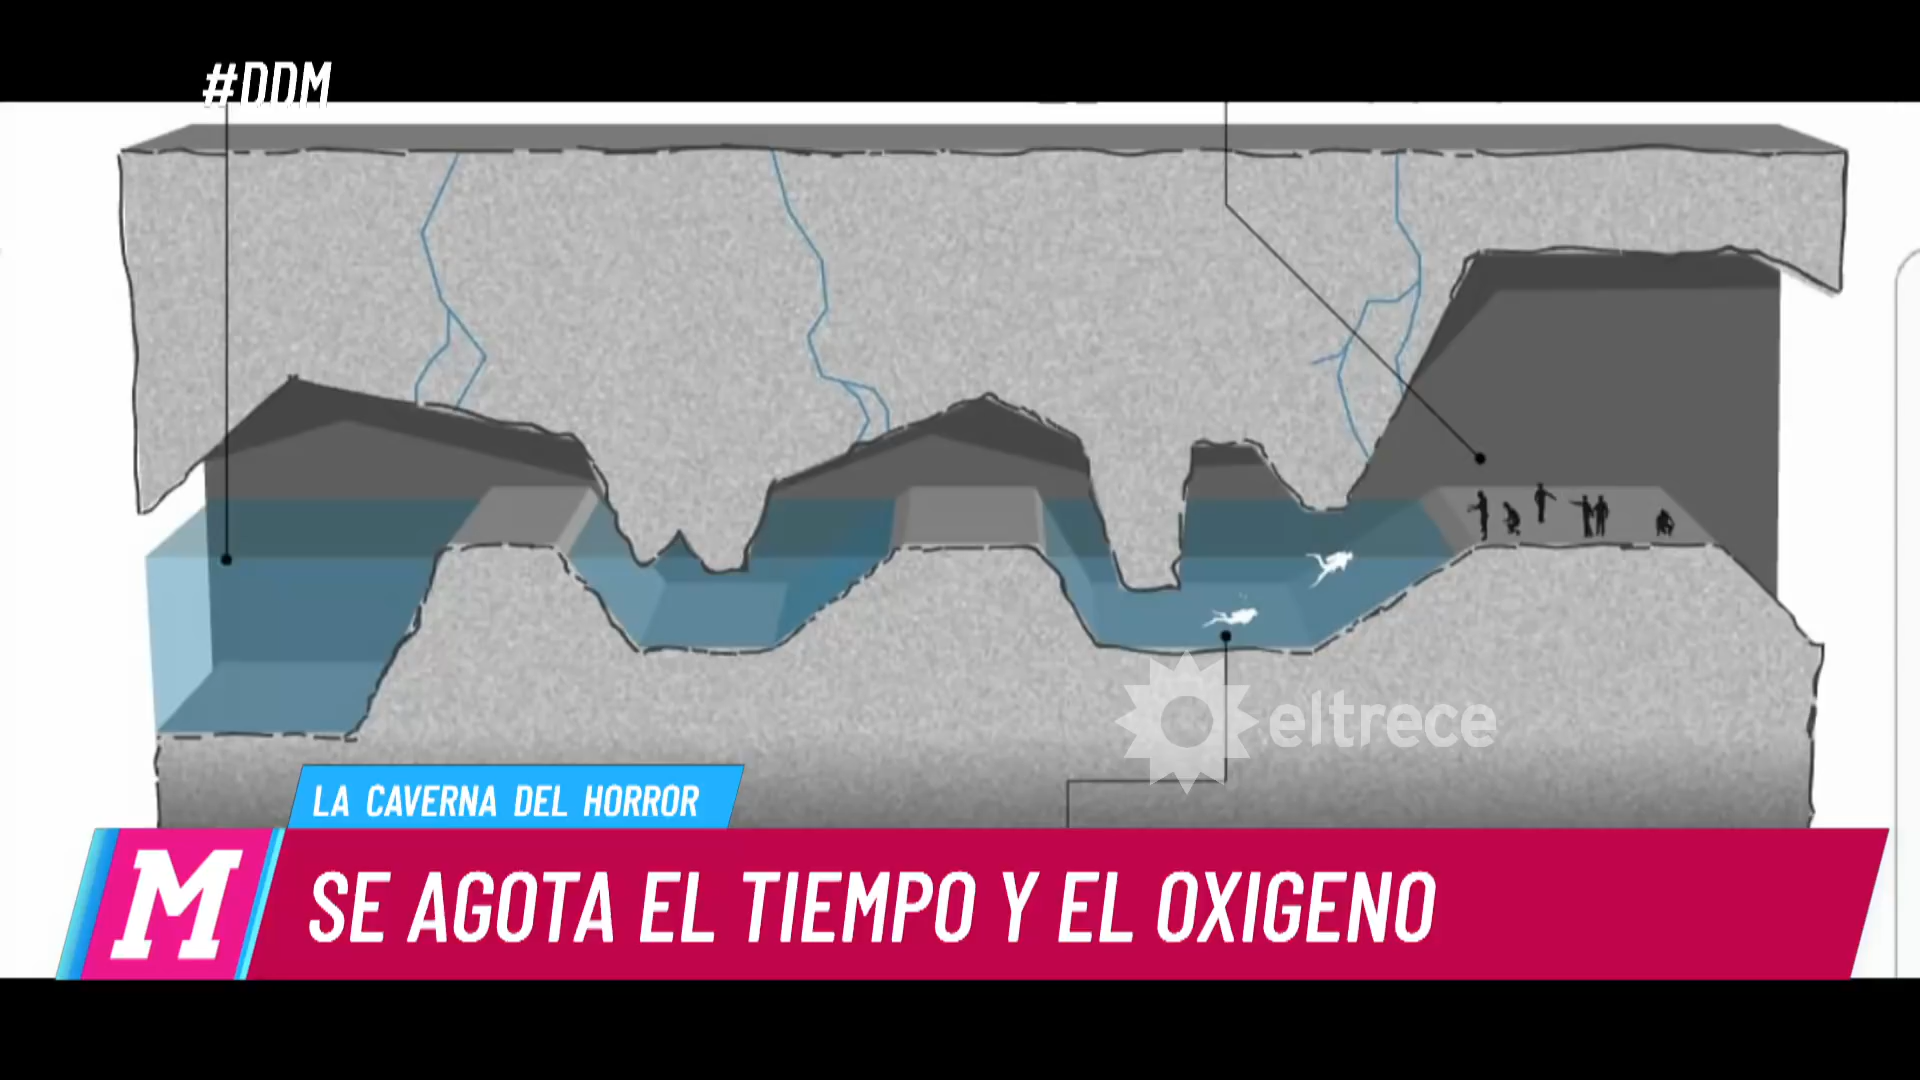 #DDM
eltrece
LA CAVERNA DEL HORROR
M
SE AGOTA EL TIEMPO Y EL OXIGENO